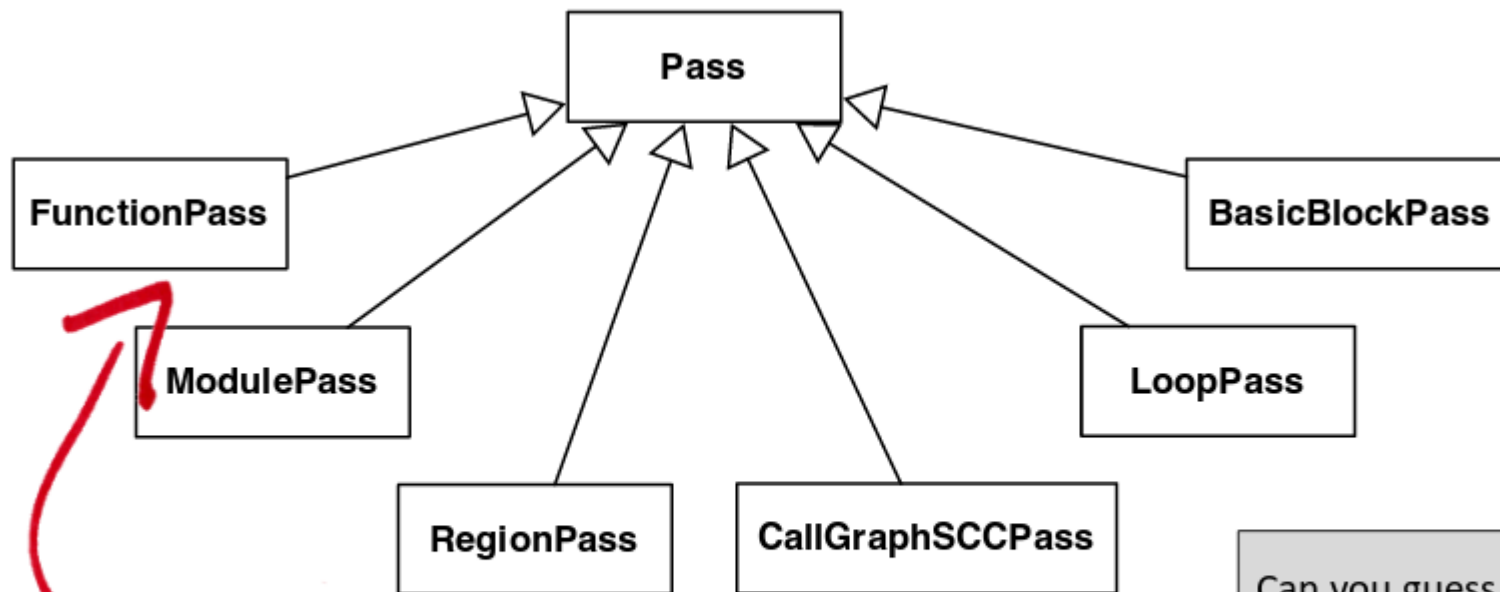 Pass
FunctionPass
BasicBlockPass
ModulePass
LoopPass
RegionPass
CallGraphSCCPass
Can you guess